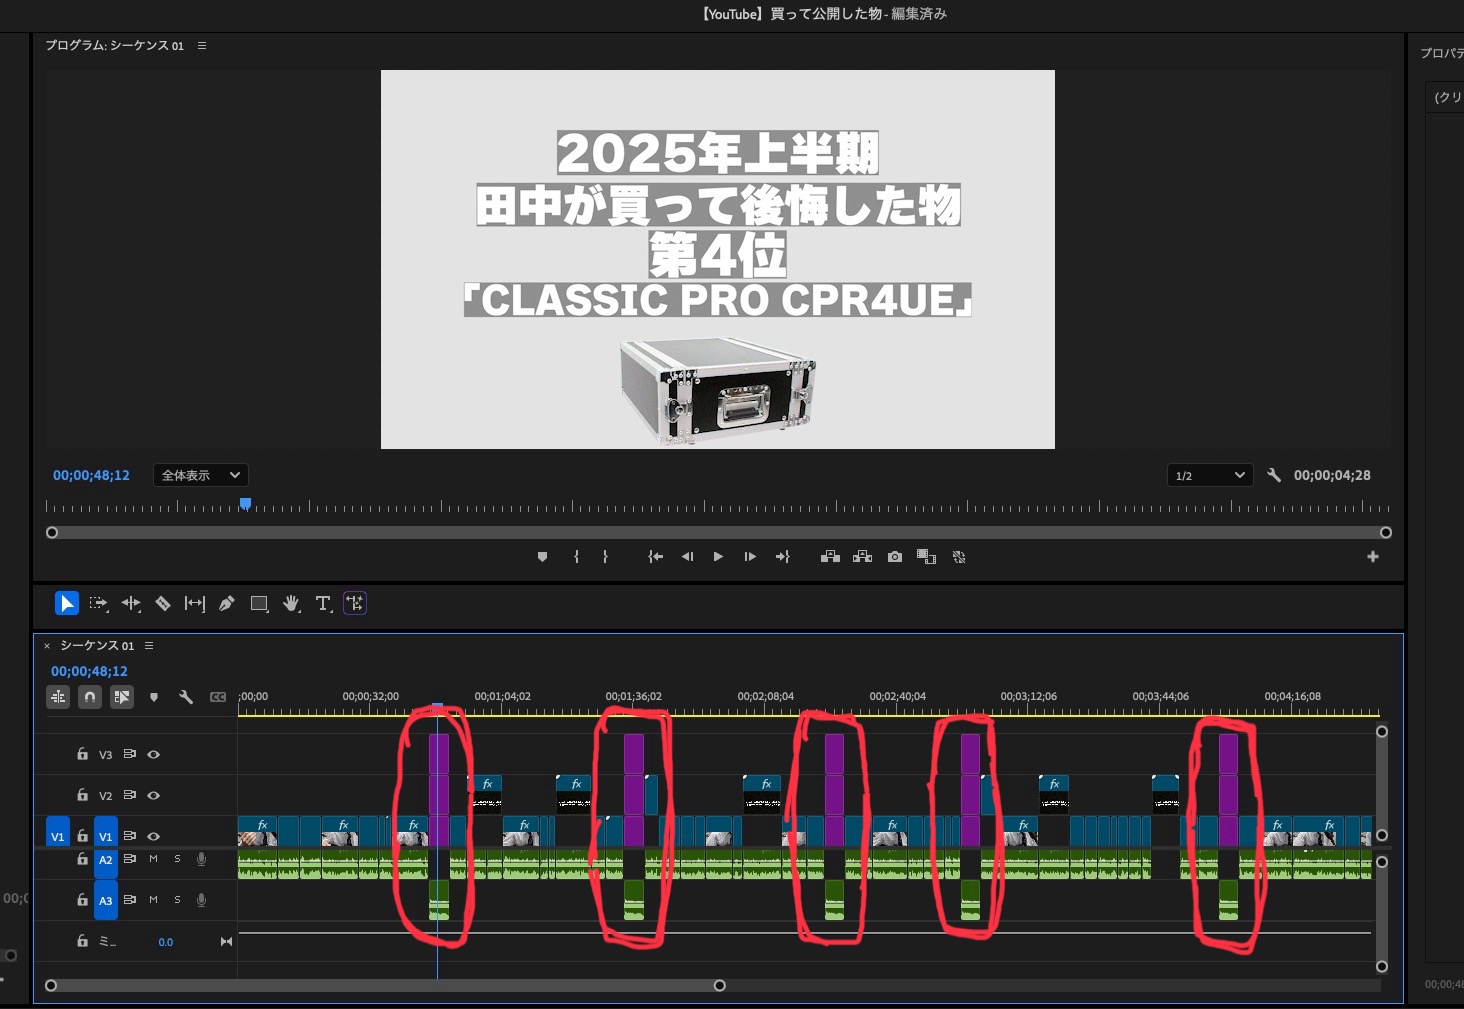 【YouTube】買って公開した物 - 編集済み
プログラム: シーケンス 01
プロパテ
(クリ
2025年上半期
田中が買って後悔した物
第4位
「CLASSIC PRO CPR4UE」
00;00;48;12
全体表示
1/2
00;00;04;28
× シーケンス 01
00;00;48;12
;00;00
00;00;32;00
00;01;04;02
00;01;36;02
00;02;08;04
00;02;40;04
00;03;12;06
00;03;44;06
00;04;16;08
V3
V2
fx fx fx fx
V1 V1
fx fx fx fx fx fx fx fx
A2 M S
00;0
A3 M S
ミ_ 0.0
00;00;48